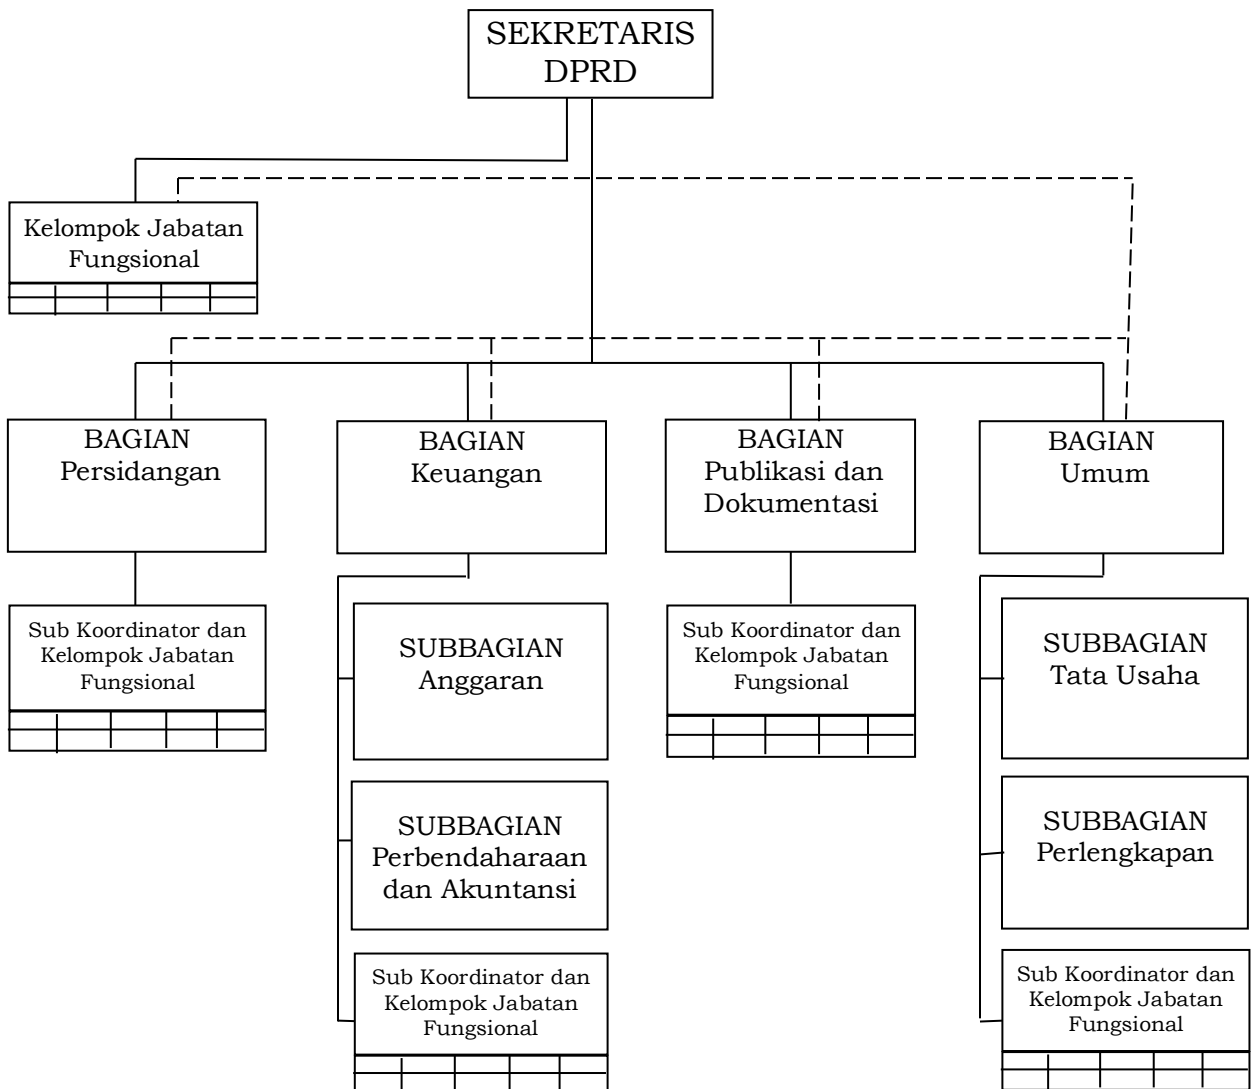 SEKRETARIS
DPRD
Kelompok Jabatan
Fungsional
BAGIAN
Persidangan
BAGIAN
Keuangan
BAGIAN
Publikasi dan
Dokumentasi
BAGIAN
Umum
Sub Koordinator dan
Kelompok Jabatan
Fungsional
SUBBAGIAN
Anggaran
Sub Koordinator dan
Kelompok Jabatan
Fungsional
SUBBAGIAN
Tata Usaha
SUBBAGIAN
Perbendaharaan
dan Akuntansi
SUBBAGIAN
Perlengkapan
Sub Koordinator dan
Kelompok Jabatan
Fungsional
Sub Koordinator dan
Kelompok Jabatan
Fungsional